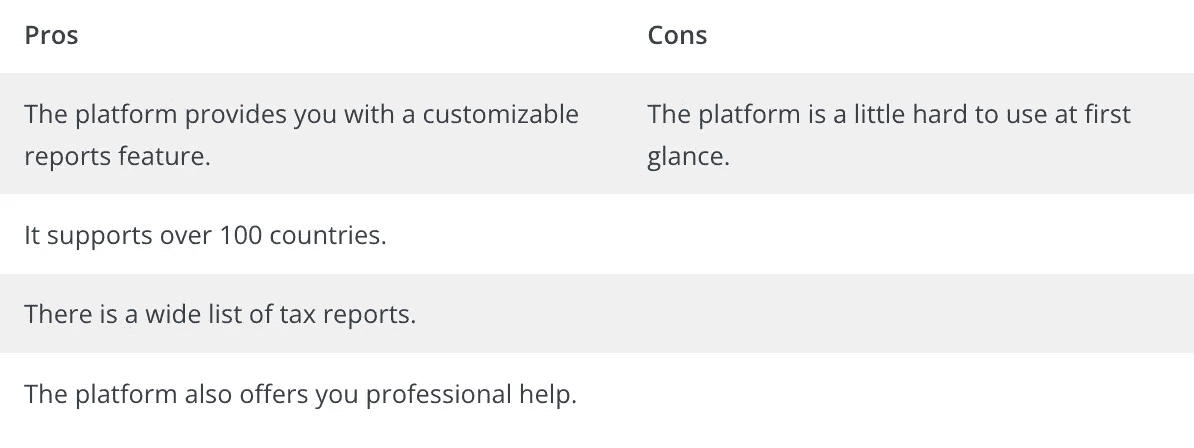 Pros
Cons
The platform provides you with a customizable
reports feature.
The platform is a little hard to use at first
glance.
It supports over 100 countries.
There is a wide list of tax reports.
The platform also offers you professional help.